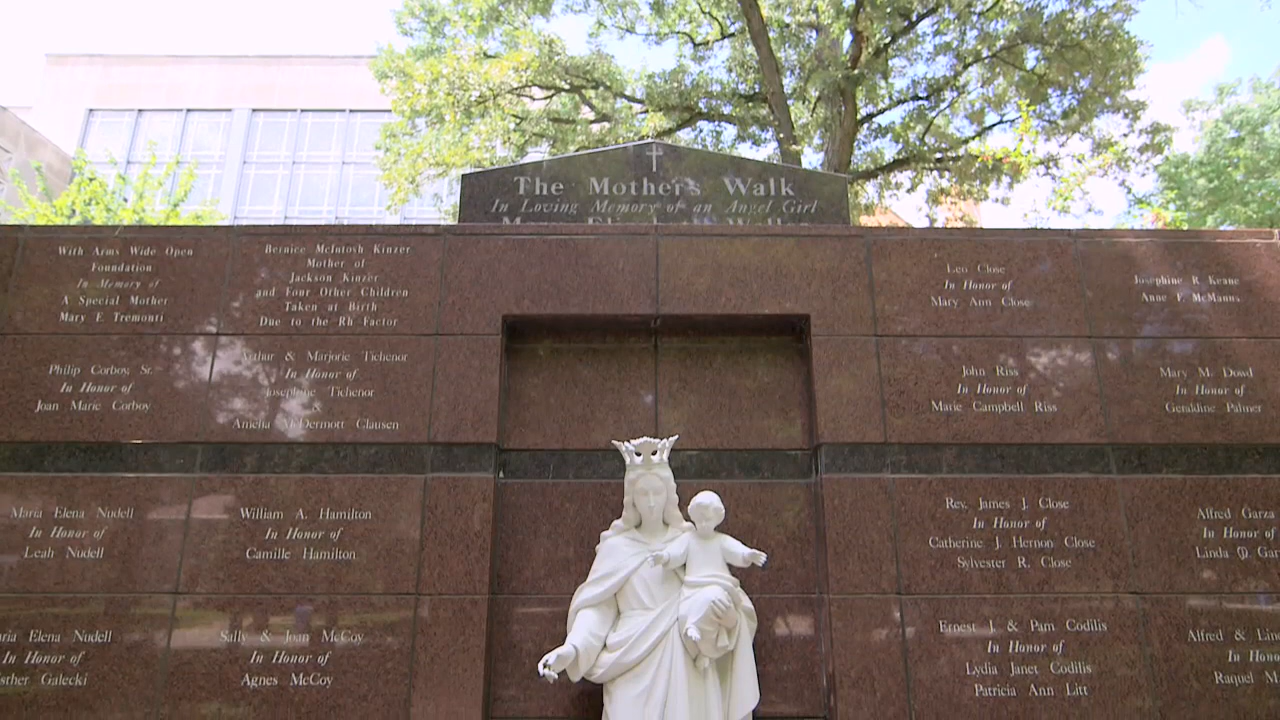 The Mother's Walk
In Loving Memory of an Angel Girl
With Arms Wide Open
Foundation
In Memory of
A Special Mother
Mary E. Tremonti
Bernice McIntosh Kinzer
Mother of
Jackson Kinzer
and Four Other Children
Taken at Birth
Due to the Rh Factor
Leo Close
In Honor of
Mary Ann Close
Josephine R. Keane
Anne F. McManus
Philip Corboy, Sr.
In Honor of
Joan Marie Corboy
Arthur & Marjorie Tichenor
In Honor of
Josephine Tichenor
&
Amelia McDermott Clausen
John Riss
In Honor of
Marie Campbell Riss
Mary M. Dowd
In Honor of
Geraldine Palmer
Maria Elena Nudell
In Honor of
Leah Nudell
William A. Hamilton
In Honor of
Camille Hamilton
Rev. James J. Close
In Honor of
Catherine J. Hernon Close
Sylvester R. Close
Alfred Garza
In Honor of
Linda
ria Elena Nudell
In Honor of
sther Galecki
Sally & Joan McCoy
In Honor of
Agnes McCoy
Ernest J. & Pam Codilis
In Honor of
Lydia Janet Codilis
Patricia Ann Litt
Alfred & Lin
In Hono
Raquel M.